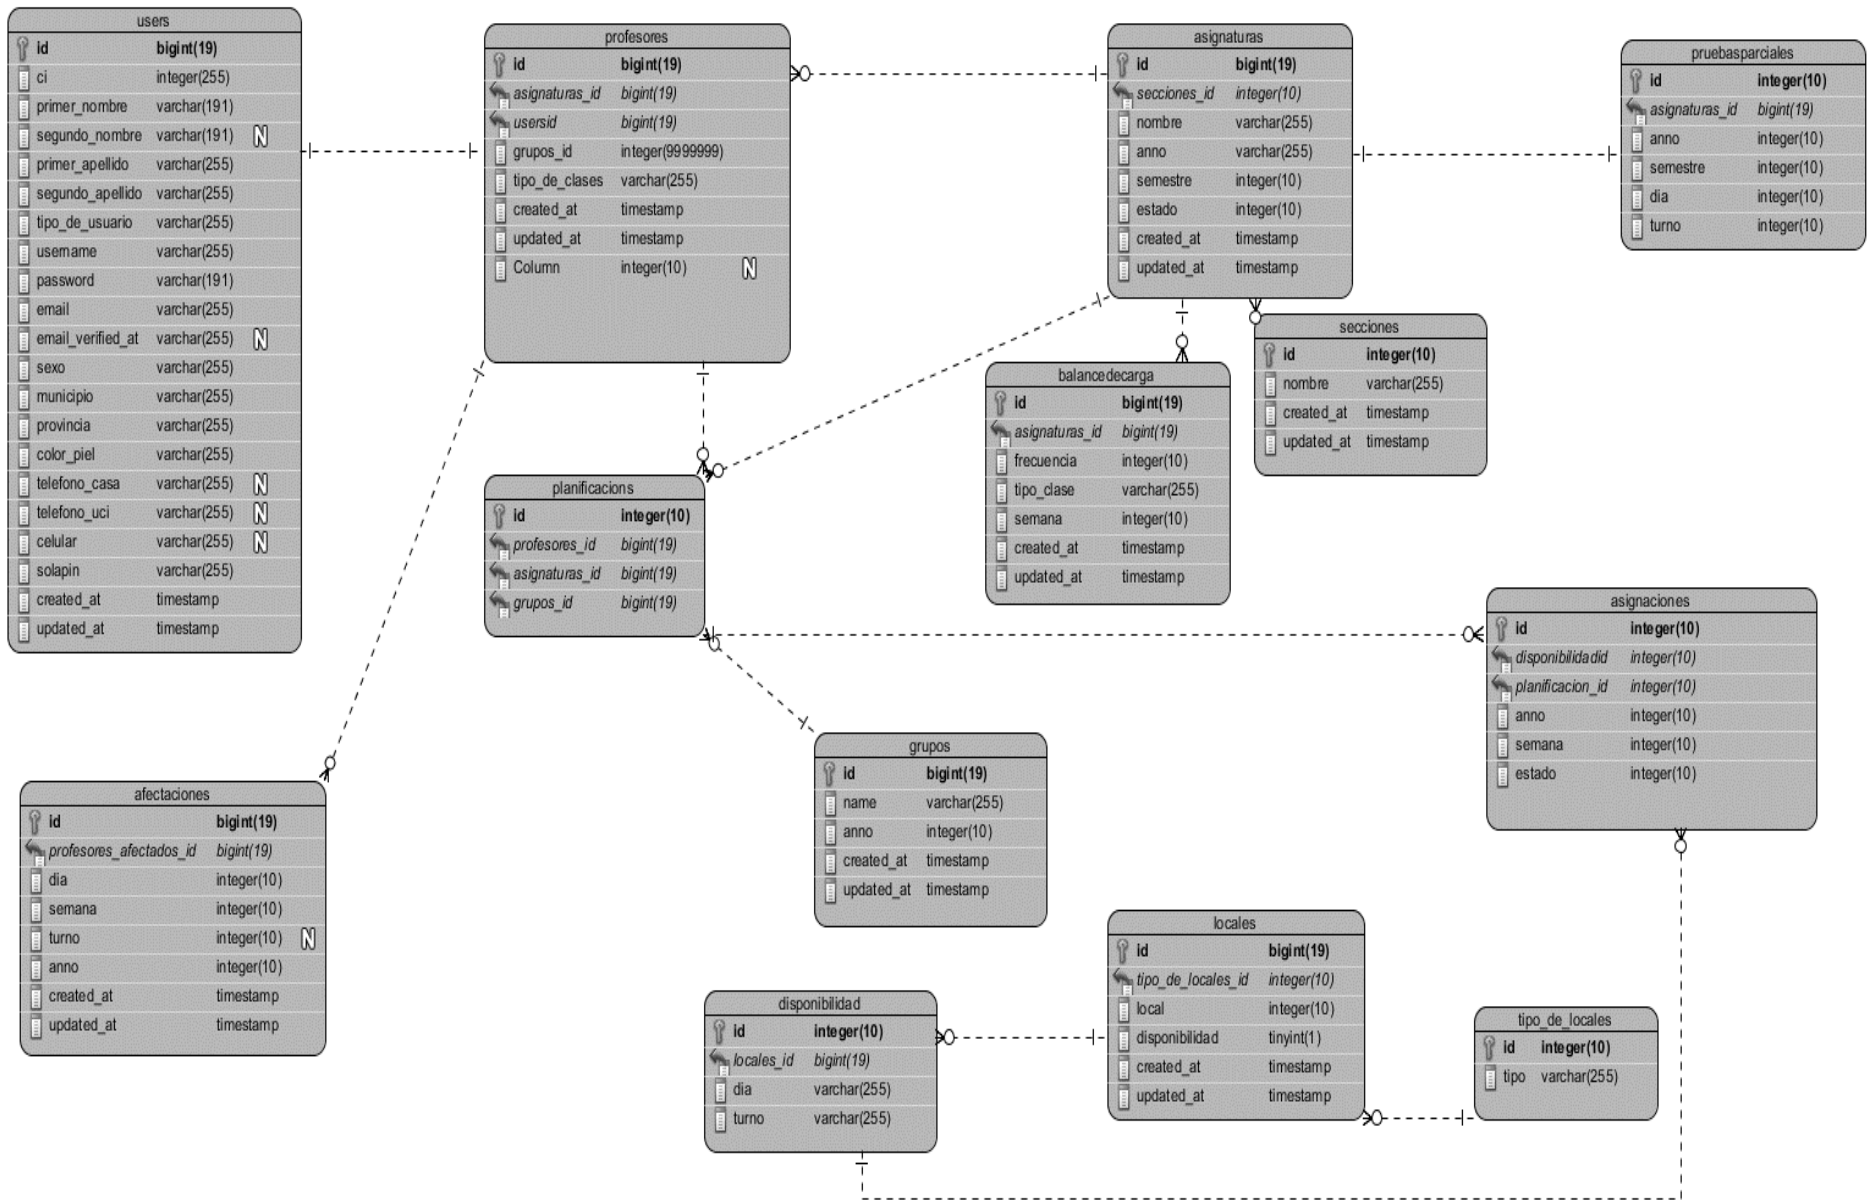 users
id bigint(19)
ci integer(255)
primer_nombre varchar(191)
segundo_nombre varchar(191) N
primer_apellido varchar(255)
segundo_apellido varchar(255)
tipo_de_usuario varchar(255)
username varchar(255)
password varchar(191)
email varchar(255)
email_verified_at varchar(255) N
sexo varchar(255)
municipio varchar(255)
provincia varchar(255)
color_piel varchar(255)
telefono_casa varchar(255) N
telefono_uci varchar(255) N
celular varchar(255) N
solapin varchar(255)
created_at timestamp
updated_at timestamp
profesores
id bigint(19)
asignaturas_id bigint(19)
usersid bigint(19)
grupos_id integer(9999999)
tipo_de_clases varchar(255)
created_at timestamp
updated_at timestamp
Column integer(10) N
asignaturas
id bigint(19)
secciones_id integer(10)
nombre varchar(255)
anno varchar(255)
semestre integer(10)
estado integer(10)
created_at timestamp
updated_at timestamp
pruebasparciales
id integer(10)
asignaturas_id bigint(19)
anno integer(10)
semestre integer(10)
dia integer(10)
turno integer(10)
secciones
id integer(10)
nombre varchar(255)
created_at timestamp
updated_at timestamp
balancedecarga
id bigint(19)
asignaturas_id bigint(19)
frecuencia integer(10)
tipo_clase varchar(255)
semana integer(10)
created_at timestamp
updated_at timestamp
planificacions
id integer(10)
profesores_id bigint(19)
asignaturas_id bigint(19)
grupos_id bigint(19)
asignaciones
id integer(10)
disponibilidadid integer(10)
planificacion_id integer(10)
anno integer(10)
semana integer(10)
estado integer(10)
grupos
id bigint(19)
name varchar(255)
anno integer(10)
created_at timestamp
updated_at timestamp
afectaciones
id bigint(19)
profesores_afectados_id bigint(19)
dia integer(10)
semana integer(10)
turno integer(10) N
anno integer(10)
created_at timestamp
updated_at timestamp
locales
id bigint(19)
tipo_de_locales_id integer(10)
local integer(10)
disponibilidad tinyint(1)
created_at timestamp
updated_at timestamp
disponibilidad
id integer(10)
locales_id bigint(19)
dia varchar(255)
turno varchar(255)
tipo_de_locales
id integer(10)
tipo varchar(255)